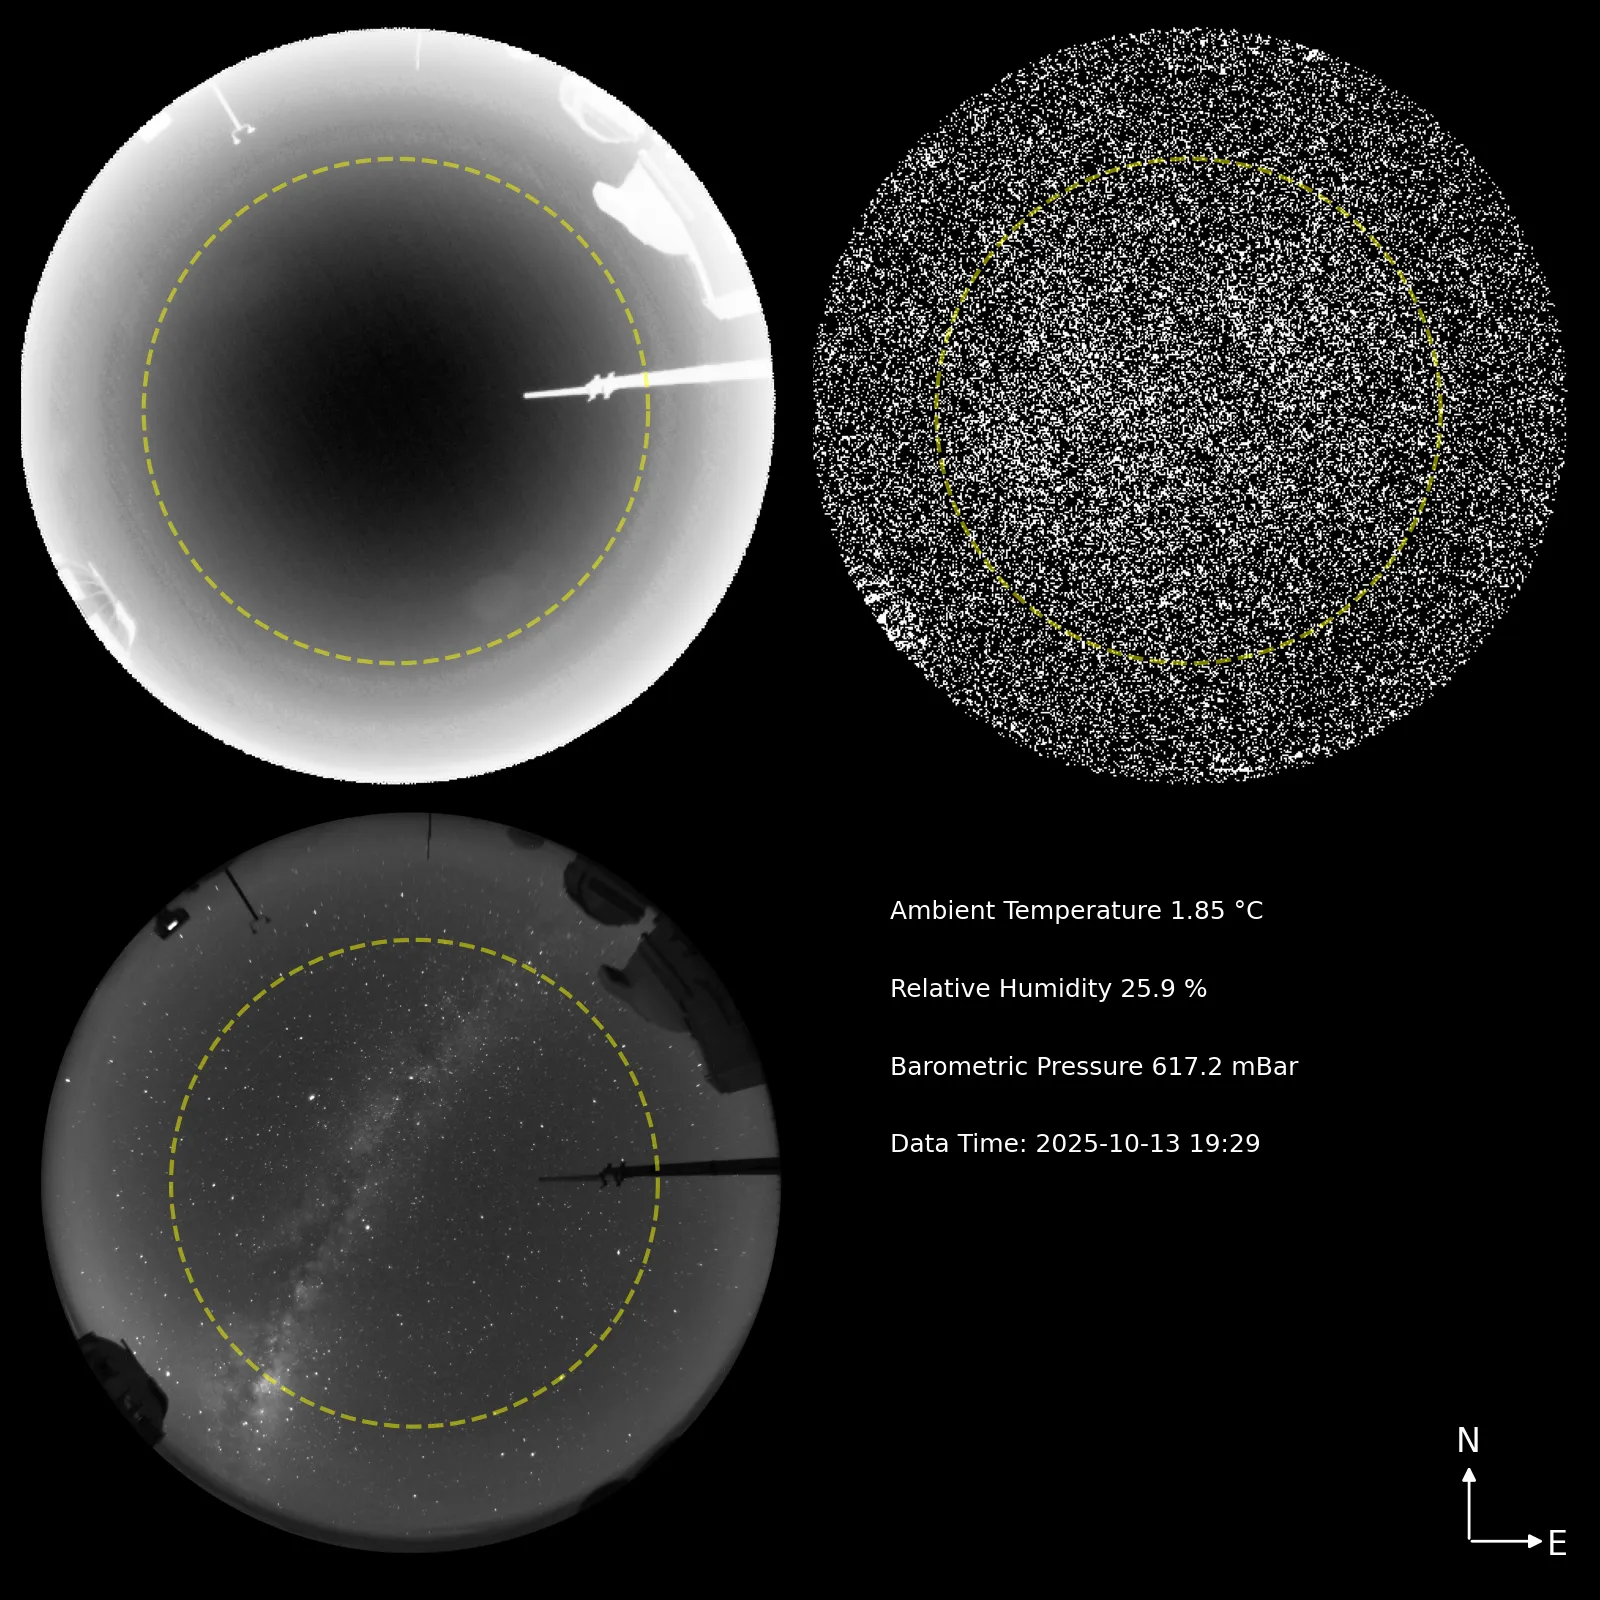 Ambient Temperature 1.85 °C
Relative Humidity 25.9 %
Barometric Pressure 617.2 mBar
Data Time: 2025-10-13 19:29
N
E